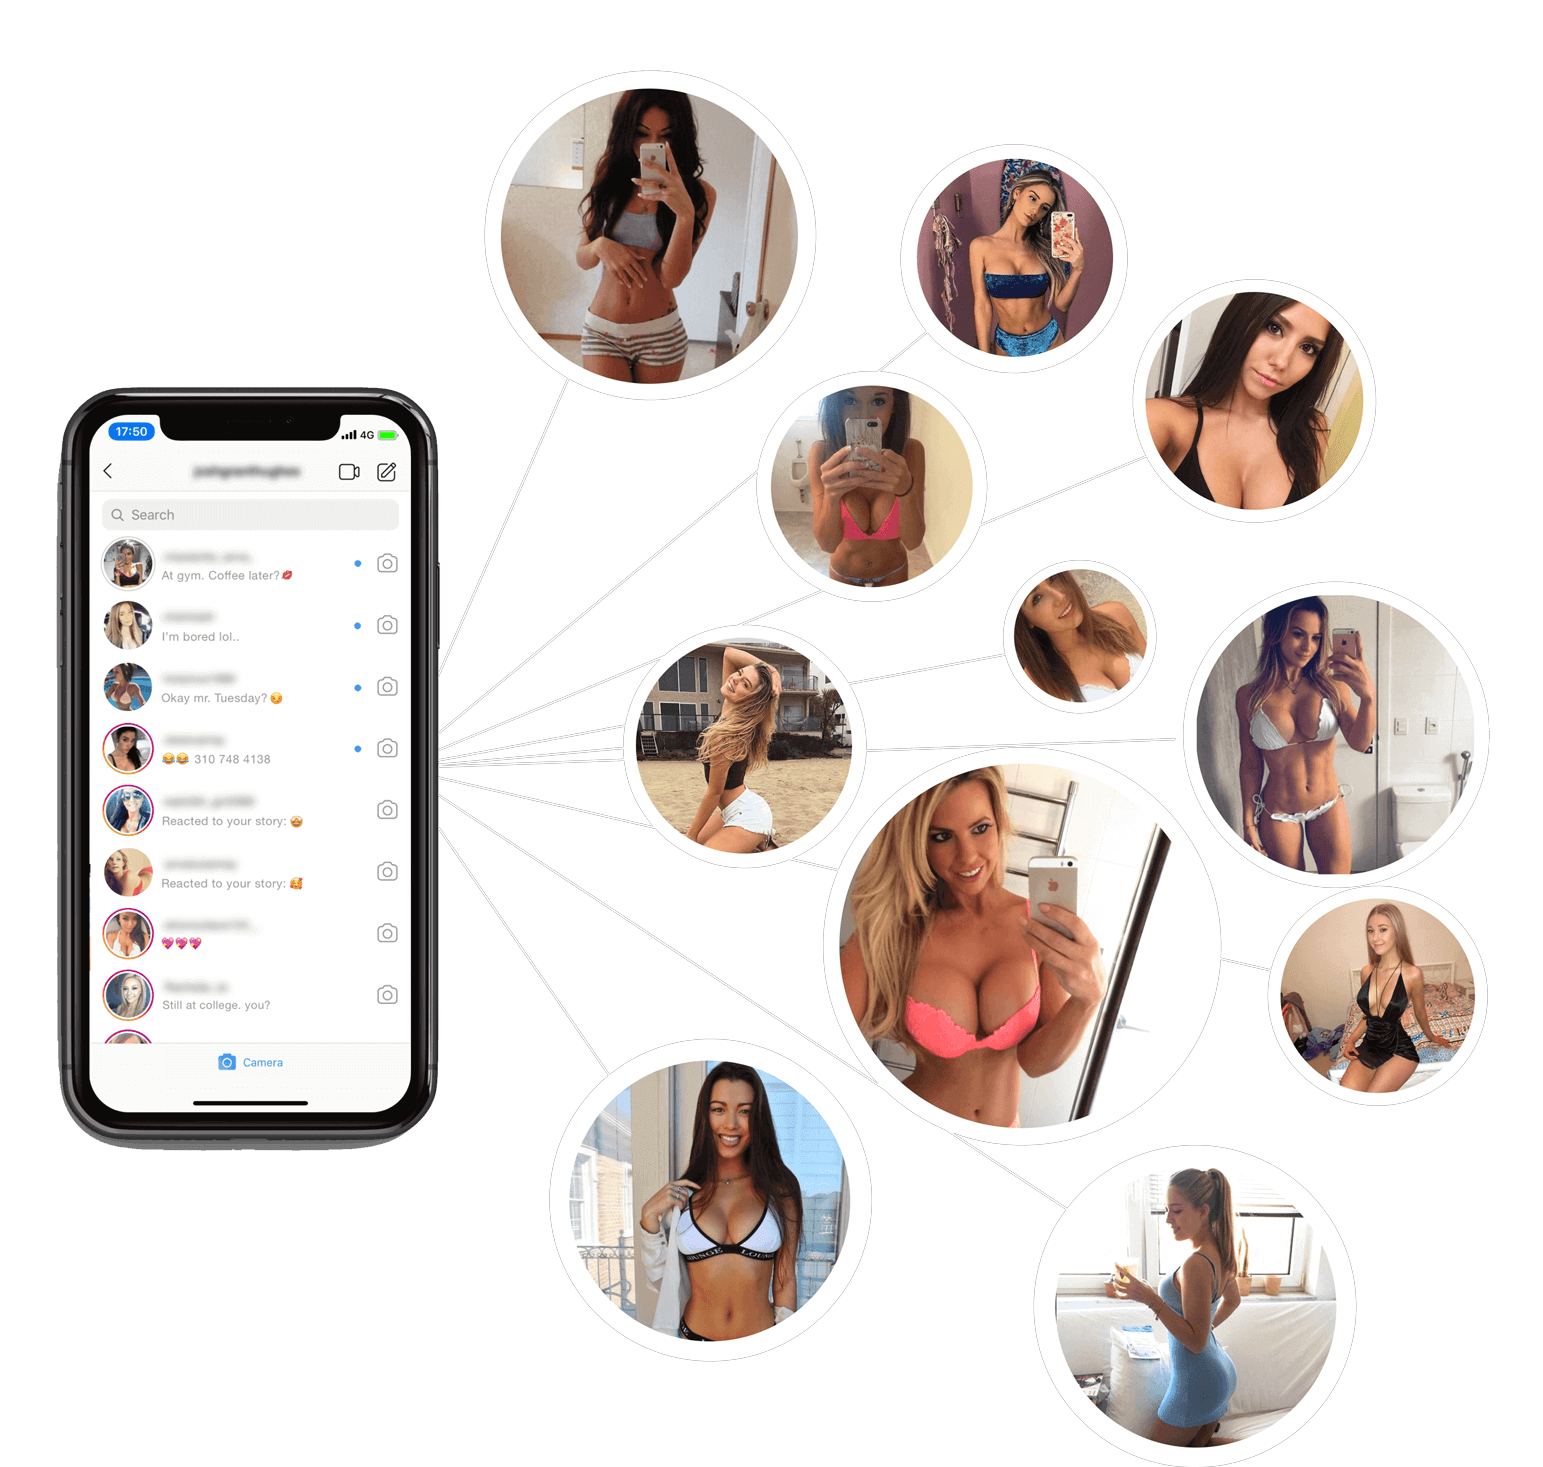 17:50
4G
Search
At gym. Coffee later?💋
I'm bored lol..
Okay mr. Tuesday?😏
😂😂 310 748 4138
Reacted to your story: 🤩
Reacted to your story: 🥰
💖💖💖
Still at college. you?
Camera
LOUNGE